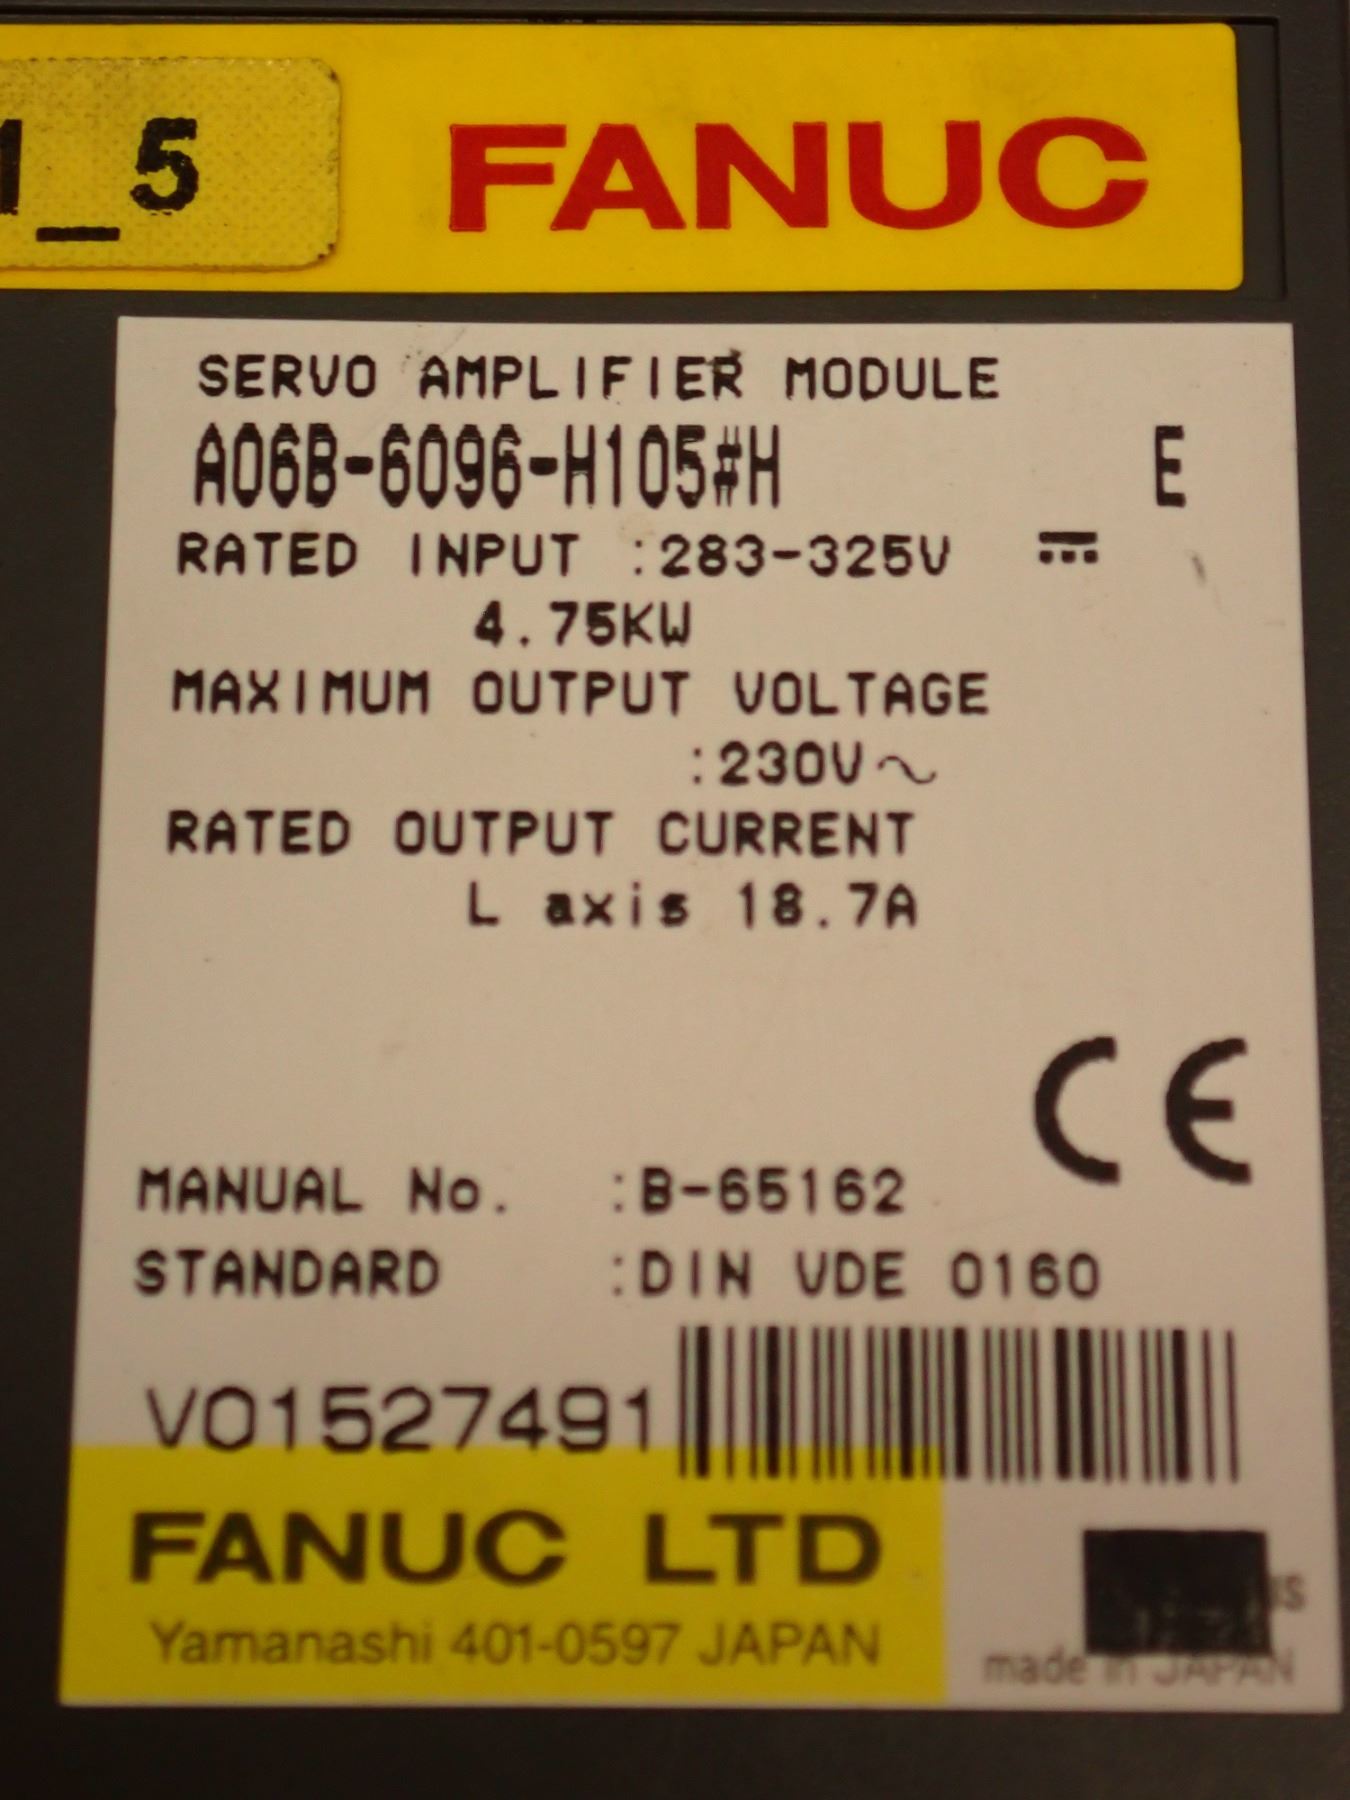 1_5
FANUC
SERVO AMPLIFIER MODULE
A06B-6096-H105#H E
RATED INPUT :283-325V ⎓
4.75KW
MAXIMUM OUTPUT VOLTAGE
:230V～
RATED OUTPUT CURRENT
L axis 18.7A
CE
MANUAL No. :B-65162
STANDARD :DIN VDE 0160
V01527491
FANUC LTD
Yamanashi 401-0597 JAPAN
made in JAPAN